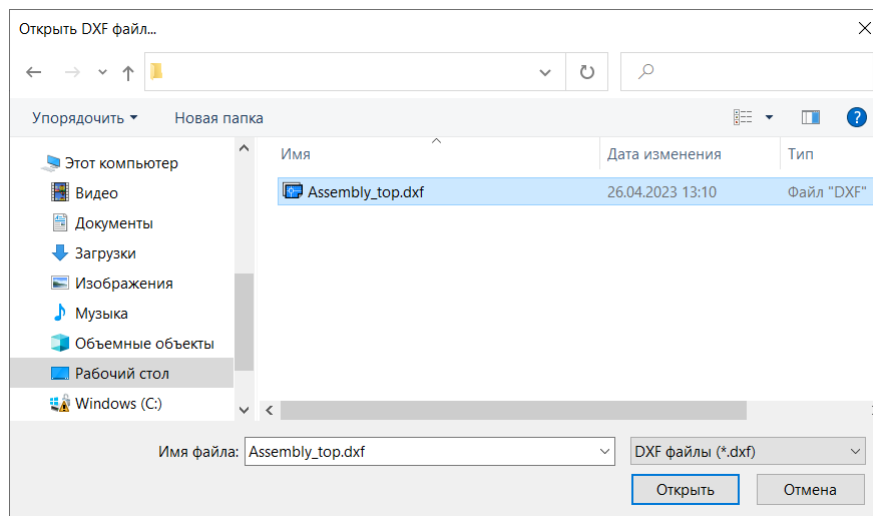 Открыть DXF файл...
Упорядочить Новая папка
Имя Дата изменения Тип
Этот компьютер
Видео
Документы
Загрузки
Изображения
Музыка
Объемные объекты
Рабочий стол
Windows (C:)
Assembly_top.dxf 26.04.2023 13:10 Файл "DXF"
Имя файла: Assembly_top.dxf DXF файлы (*.dxf)
Открыть Отмена